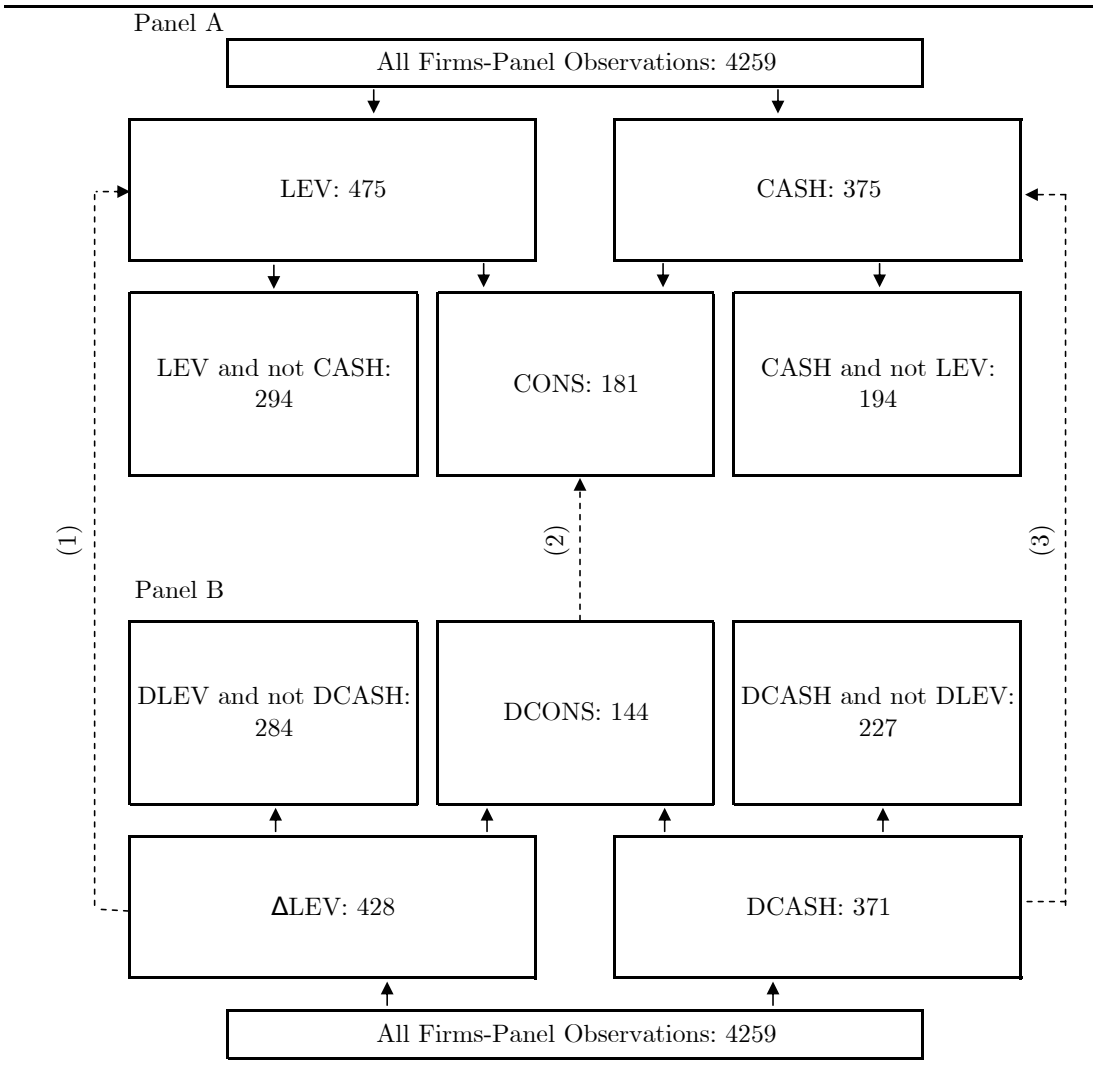 Panel A
All Firms-Panel Observations: 4259
LEV: 475
CASH: 375
LEV and not CASH:
294
CONS: 181
CASH and not LEV:
194
(1)
(2)
(3)
Panel B
DLEV and not DCASH:
284
DCONS: 144
DCASH and not DLEV:
227
ΔLEV: 428
DCASH: 371
All Firms-Panel Observations: 4259